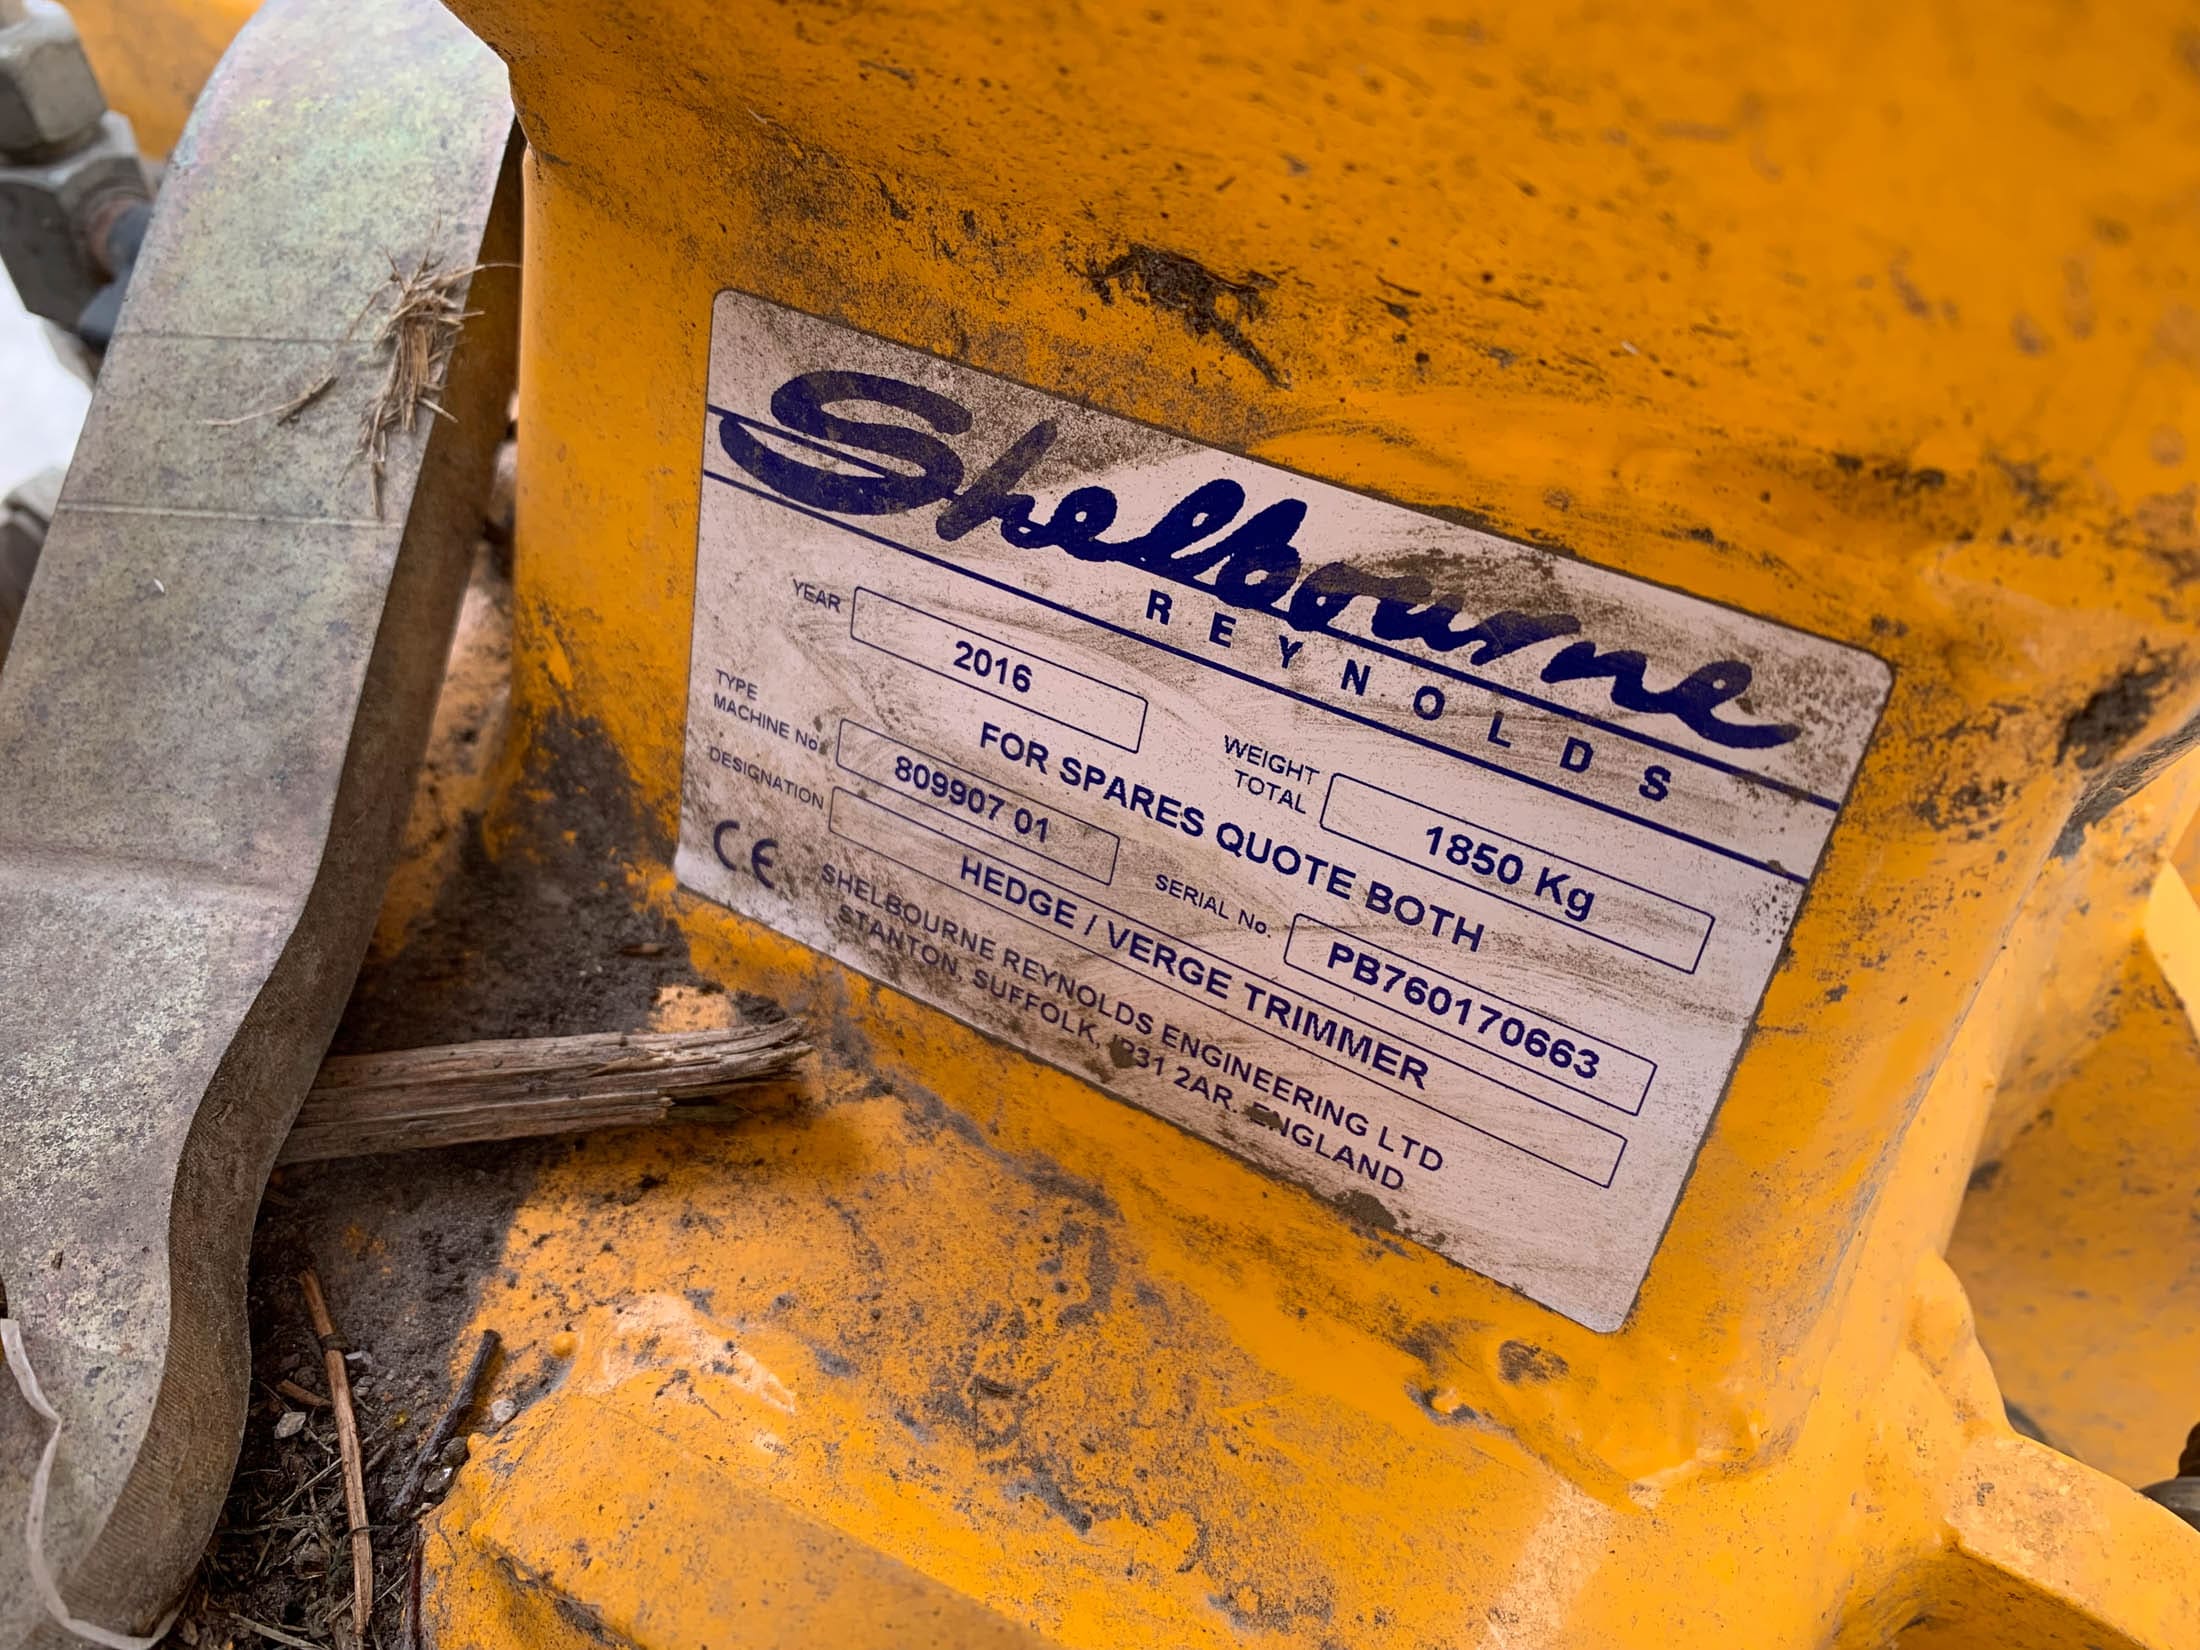 Shelbourne
REYNOLDS
YEAR 2016
WEIGHT TOTAL 1850 Kg
FOR SPARES QUOTE BOTH
TYPE
MACHINE No. 809907 01
SERIAL No. PB760170663
DESIGNATION HEDGE / VERGE TRIMMER
CE SHELBOURNE REYNOLDS ENGINEERING LTD
STANTON, SUFFOLK, IP31 2AR. ENGLAND